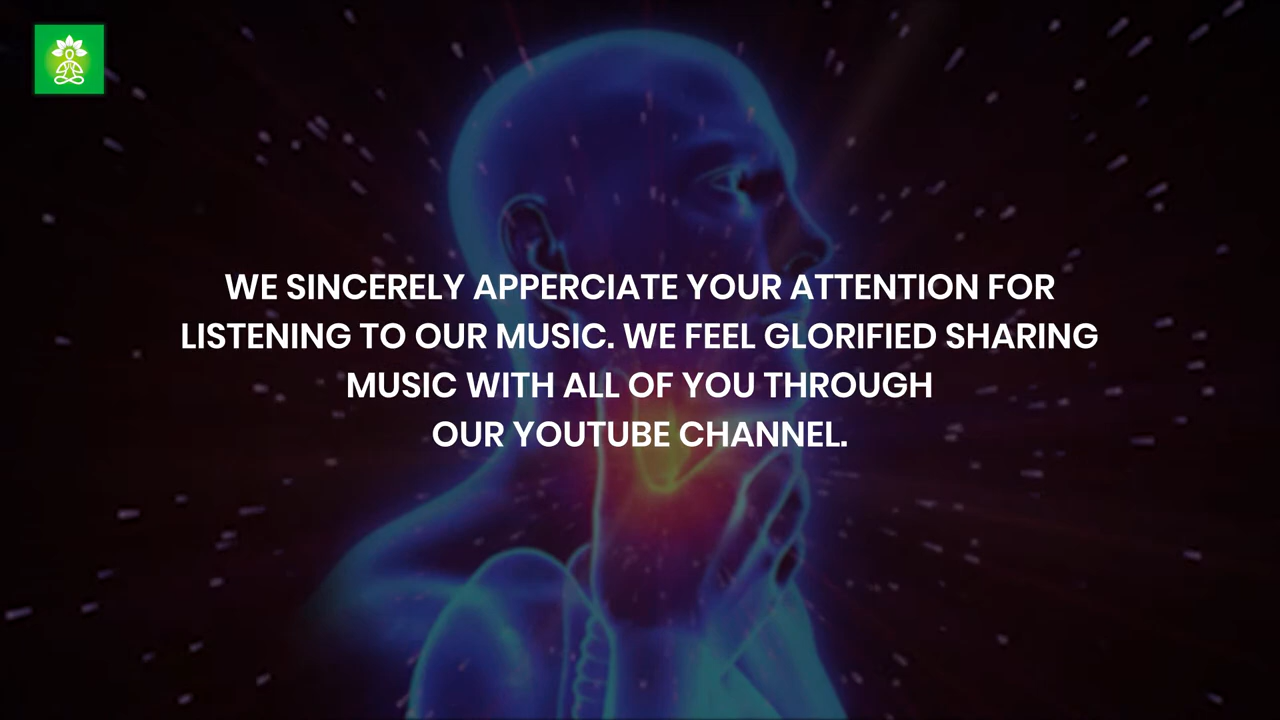 WE SINCERELY APPERCIATE YOUR ATTENTION FOR
LISTENING TO OUR MUSIC. WE FEEL GLORIFIED SHARING
MUSIC WITH ALL OF YOU THROUGH
OUR YOUTUBE CHANNEL.